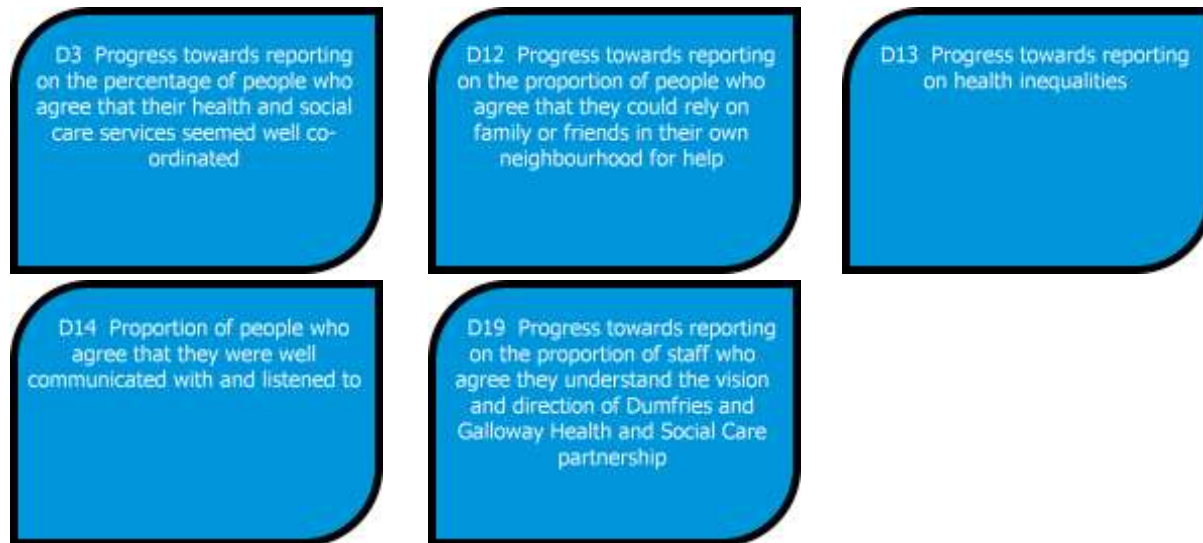 D3 Progress towards reporting
on the percentage of people who
agree that their health and social
care services seemed well co-
ordinated
D12 Progress towards reporting
on the proportion of people who
agree that they could rely on
family or friends in their own
neighbourhood for help
D13 Progress towards reporting
on health inequalities
D14 Proportion of people who
agree that they were well
communicated with and listened to
D19 Progress towards reporting
on the proportion of staff who
agree they understand the vision
and direction of Dumfries and
Galloway Health and Social Care
partnership